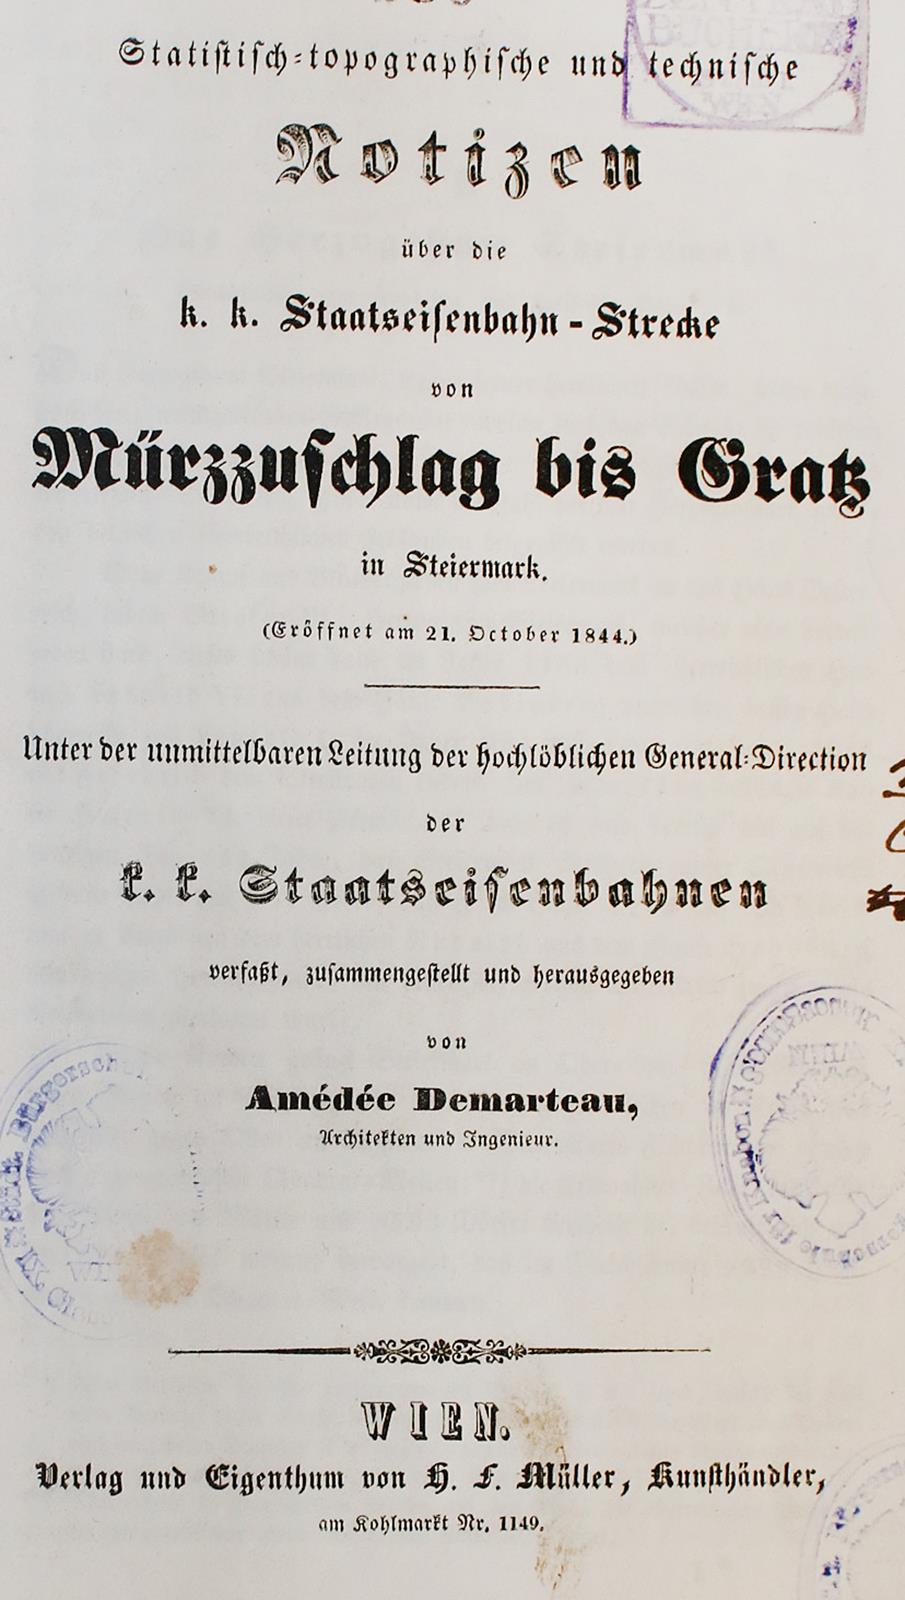 Statistisch-topographische und technische
Notizen
über die
k. k. Staatseisenbahn-Strecke
von
Mürzzuschlag bis Gratz
in Steiermark.
(Eröffnet am 21. October 1844.)
Unter der unmittelbaren Leitung der hochlöblichen General-Direction
der
k. k. Staatseisenbahnen
verfaßt, zusammengestellt und herausgegeben
von
Amédée Demarteau,
Architekten und Ingenieur.
WIEN.
Verlag und Eigenthum von H. F. Müller, Kunsthändler,
am Kohlmarkt Nr. 1149.